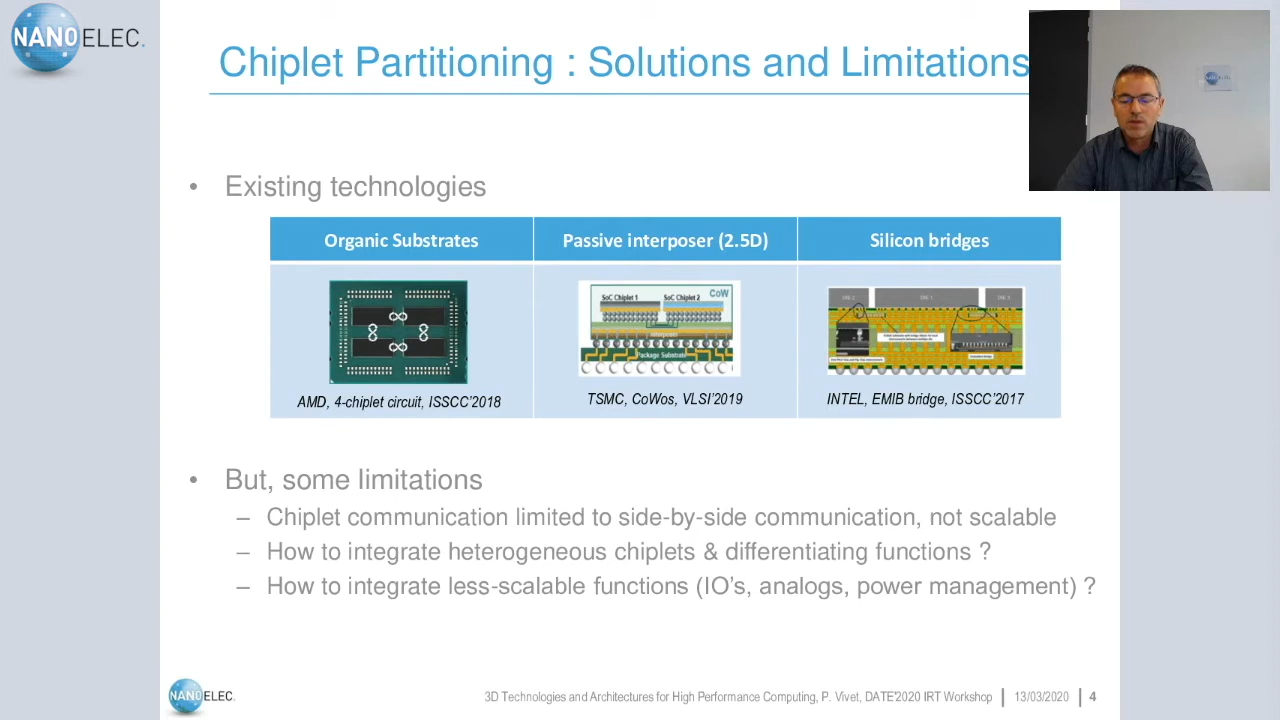 NANOELEC.
Chiplet Partitioning : Solutions and Limitations
• Existing technologies
Organic Substrates
Passive interposer (2.5D)
Silicon bridges
SoC Chiplet 1
SoC Chiplet 2
CoW
Interposer
Package Substrate
AMD, 4-chiplet circuit, ISSCC'2018
TSMC, CoWos, VLSI'2019
INTEL, EMIB bridge, ISSCC'2017
• But, some limitations
– Chiplet communication limited to side-by-side communication, not scalable
– How to integrate heterogeneous chiplets & differentiating functions ?
– How to integrate less-scalable functions (IO's, analogs, power management) ?
NANOELEC.
3D Technologies and Architectures for High Performance Computing, P. Vivet, DATE'2020 IRT Workshop | 13/03/2020 | 4